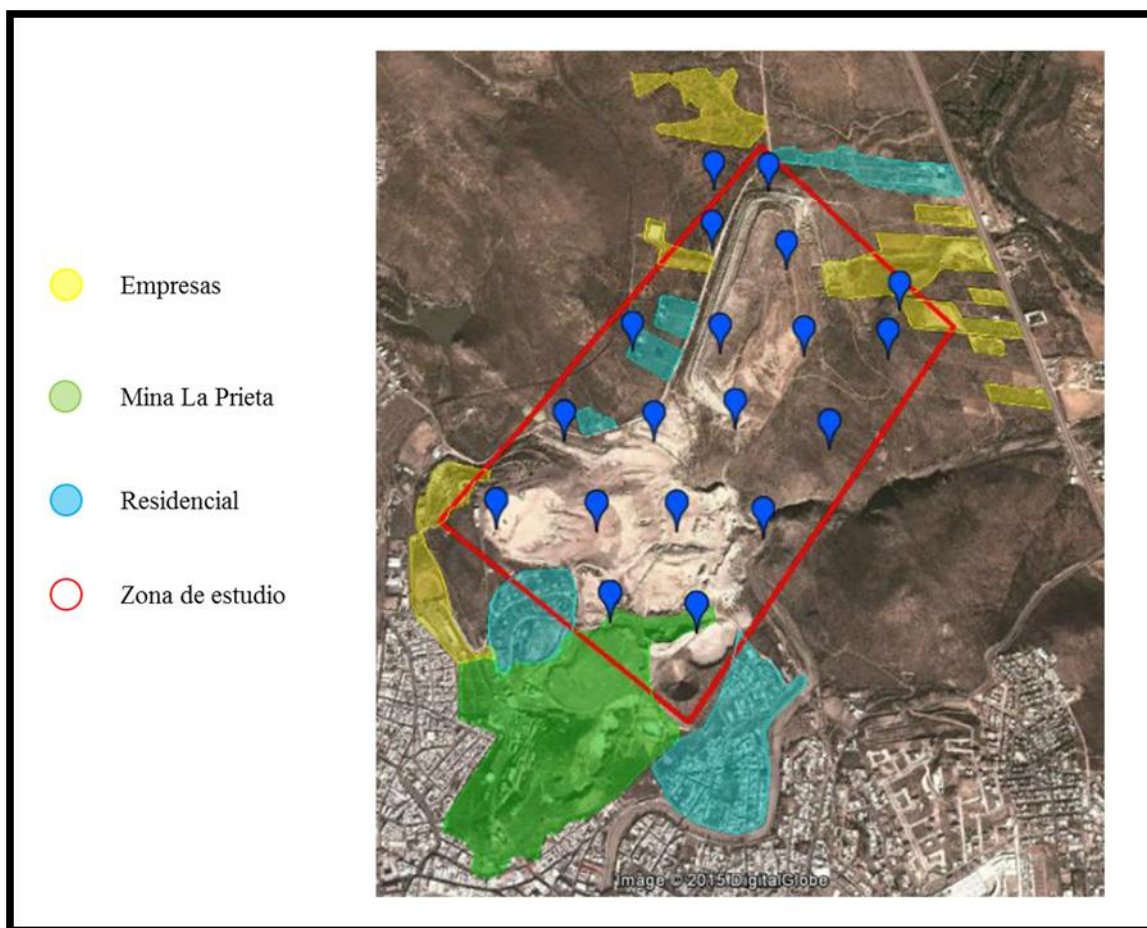 Empresas
Mina La Prieta
Residencial
Zona de estudio
Image © 2015 DigitalGlobe